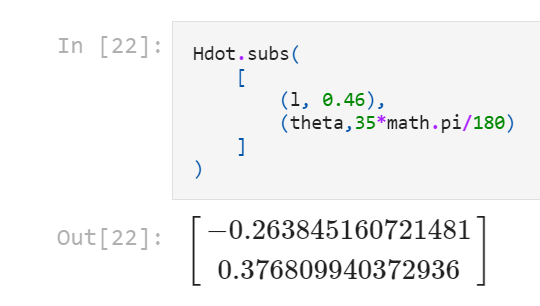 In [22]:
Hdot.subs(
    [
        (l, 0.46),
        (theta,35*math.pi/180)
    ]
)
Out[22]:
−0.263845160721481
0.376809940372936